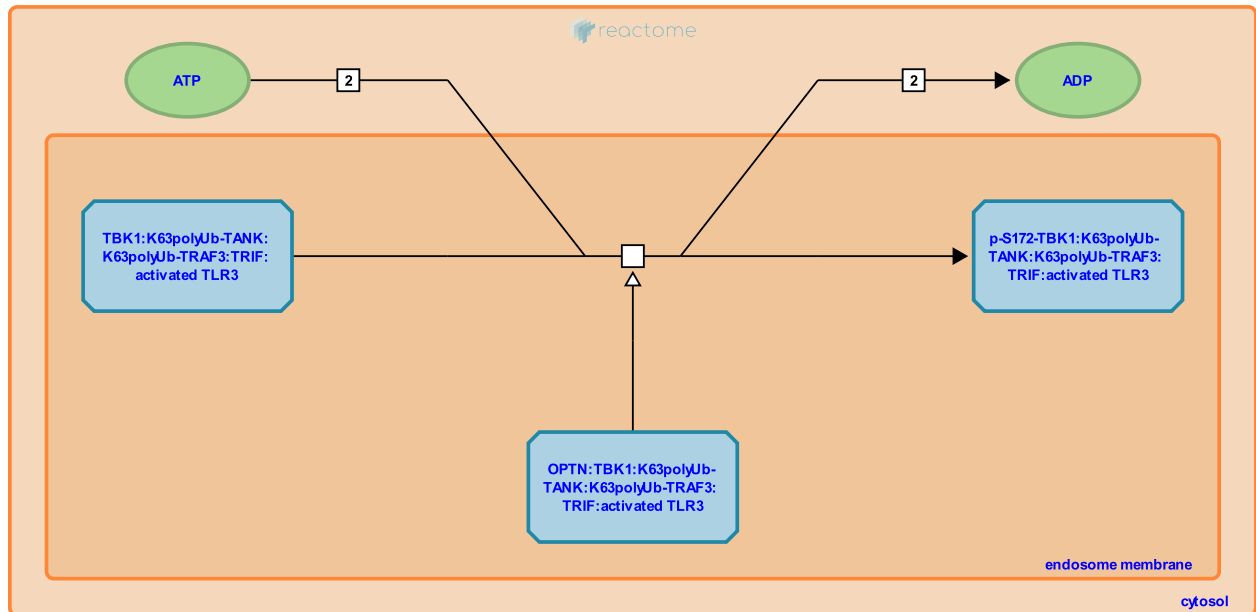 reactome
ATP
2
2
ADP
TBK1:K63polyUb-TANK:
K63polyUb-TRAF3:TRIF:
activated TLR3
p-S172-TBK1:K63polyUb-
TANK:K63polyUb-TRAF3:
TRIF:activated TLR3
OPTN:TBK1:K63polyUb-
TANK:K63polyUb-TRAF3:
TRIF:activated TLR3
endosome membrane
cytosol